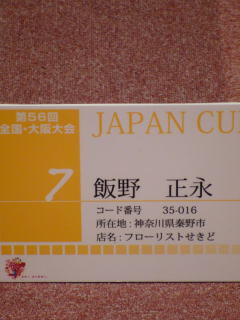 第56回
全国・大阪大会
JAPAN CU
7
飯野 正永
コード番号 35-016
所在地:神奈川県秦野市
店名:フローリストせきど